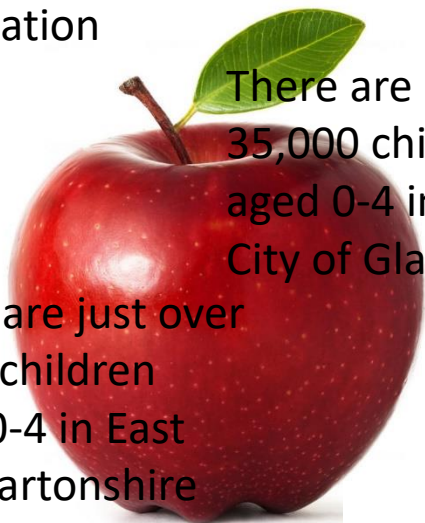 ation
There are
35,000 chi
aged 0-4 in
City of Gla
are just over
children
0-4 in East
artonshire